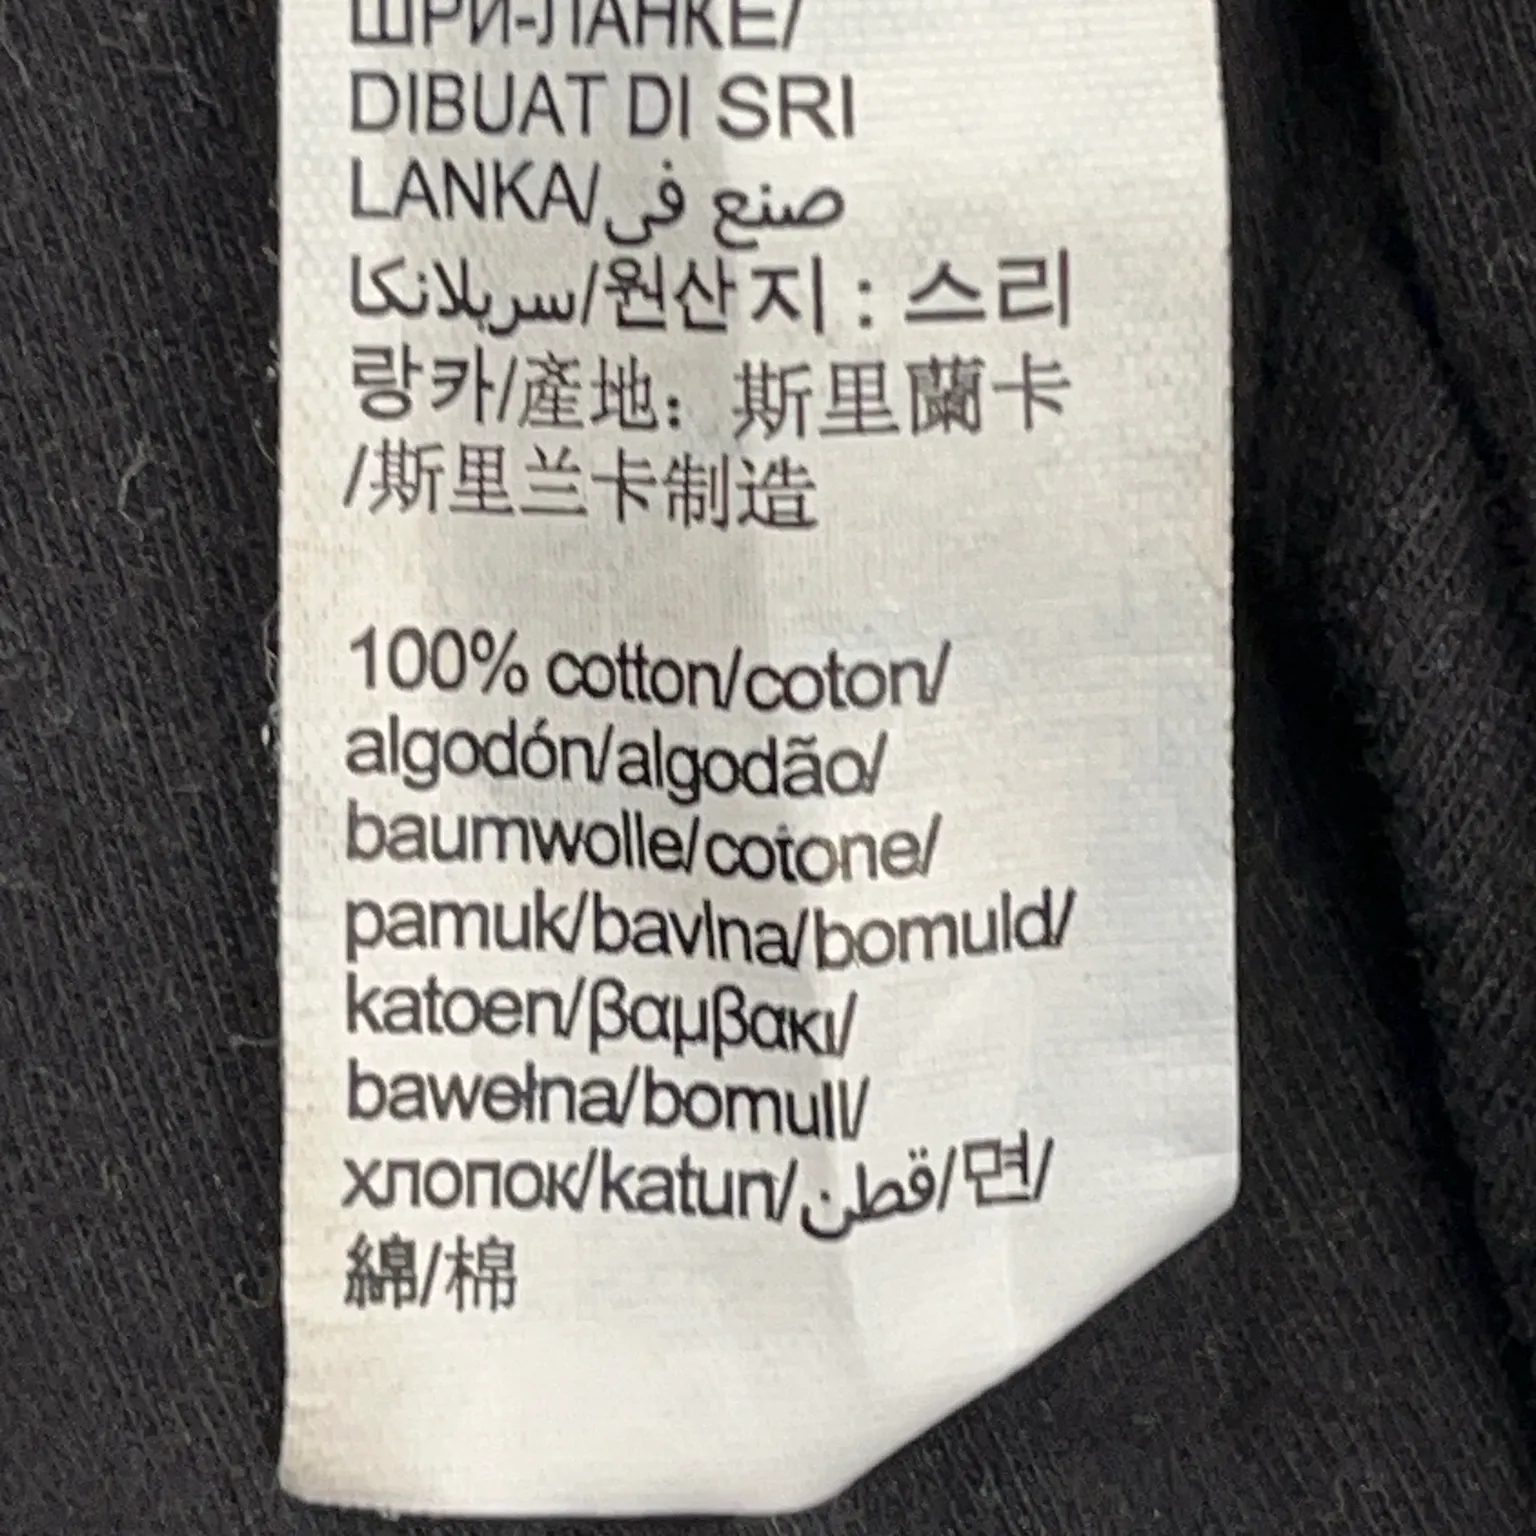 ШРИ-ЛАНКЕ/
DIBUAT DI SRI
LANKA/صنع في
سريلانكا/원산지 : 스리
랑카/產地：斯里蘭卡
/斯里兰卡制造
100% cotton/coton/
algodón/algodão/
baumwolle/cotone/
pamuk/bavlna/bomuld/
katoen/βαμβακι/
bawełna/bomull/
хлопок/katun/قطن/면/
綿/棉